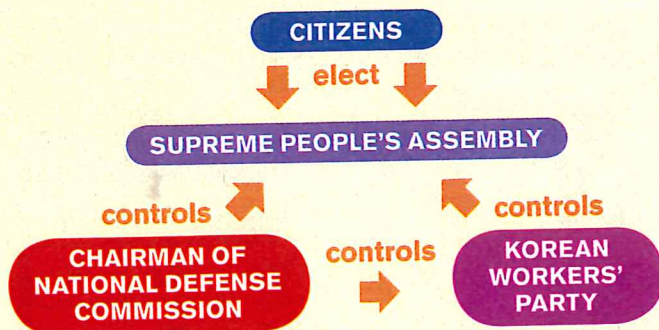 CITIZENS
elect
SUPREME PEOPLE'S ASSEMBLY
controls
controls
CHAIRMAN OF
NATIONAL DEFENSE
COMMISSION
controls
KOREAN
WORKERS'
PARTY